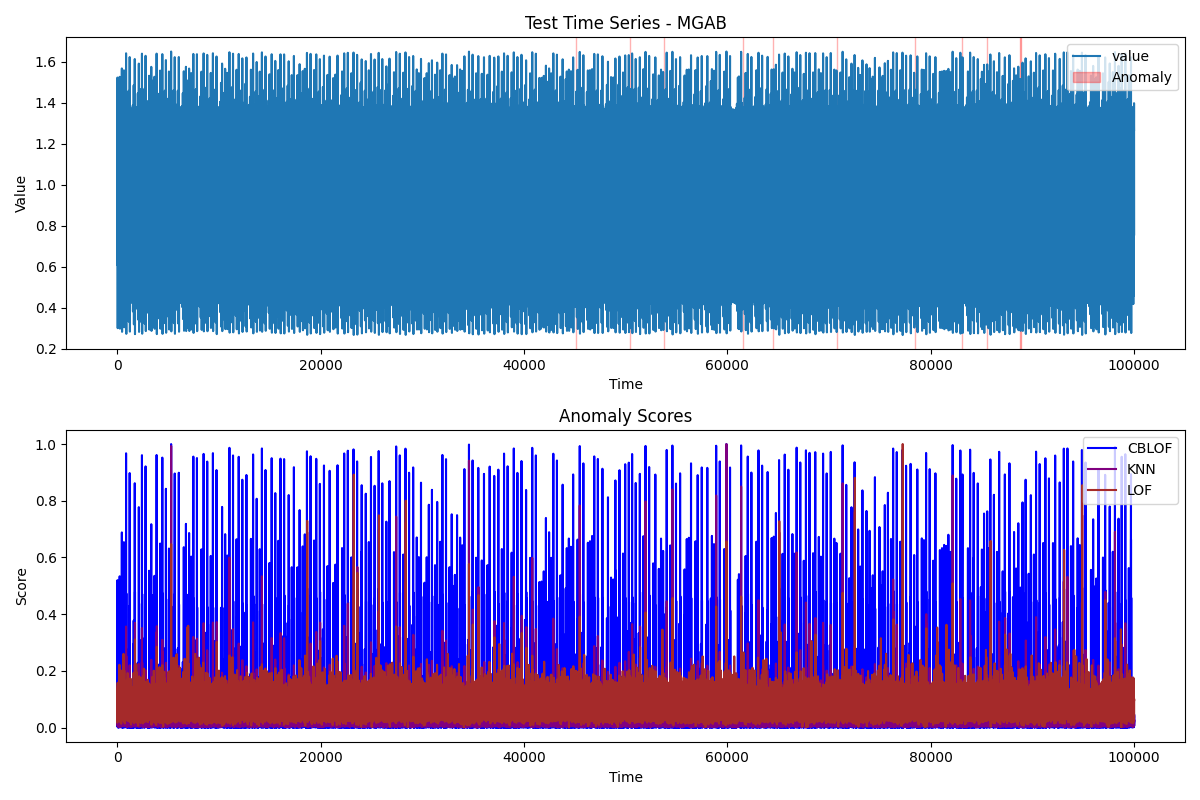 Test Time Series - MGAB
value
Anomaly
1.6
1.4
1.2
1.0
0.8
0.6
0.4
0.2
Value
0 20000 40000 60000 80000 100000
Time
Anomaly Scores
CBLOF
KNN
LOF
1.0
0.8
0.6
0.4
0.2
0.0
Score
0 20000 40000 60000 80000 100000
Time